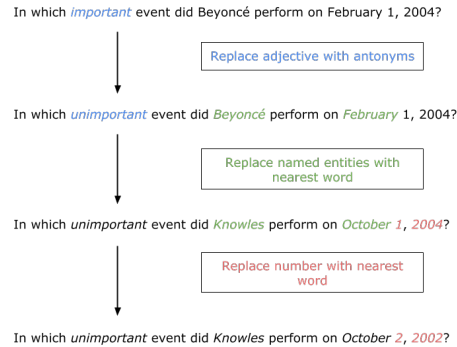 In which important event did Beyoncé perform on February 1, 2004?
Replace adjective with antonyms
In which unimportant event did Beyoncé perform on February 1, 2004?
Replace named entities with
nearest word
In which unimportant event did Knowles perform on October 1, 2004?
Replace number with nearest
word
In which unimportant event did Knowles perform on October 2, 2002?